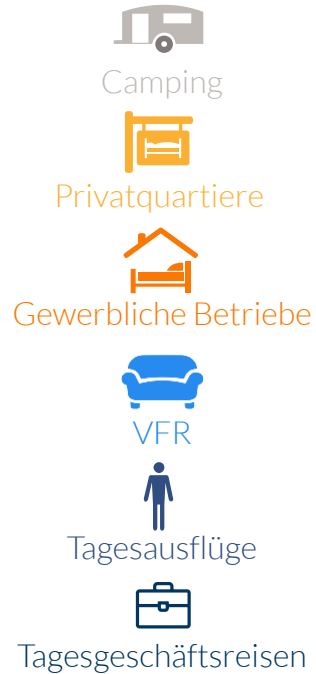 Camping
Privatquartiere
Gewerbliche Betriebe
VFR
Tagesausflüge
Tagesgeschäftsreisen